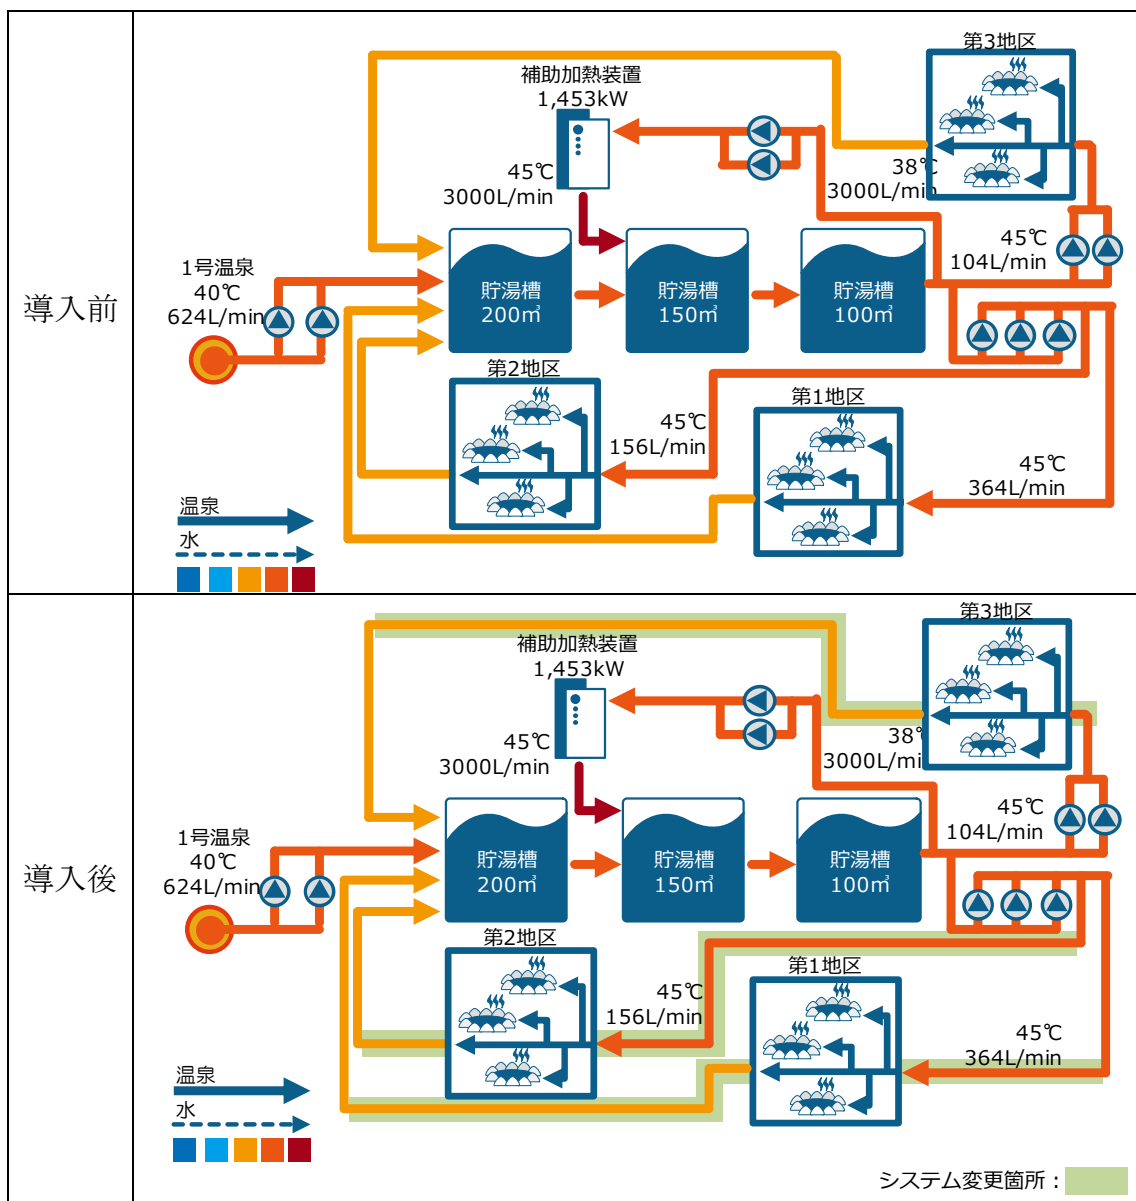 導入前
第3地区
補助加熱装置
1,453kW
45℃
3000L/min
38℃
3000L/min
45℃
104L/min
1号温泉
40℃
624L/min
貯湯槽
200㎥
貯湯槽
150㎥
貯湯槽
100㎥
第2地区
第1地区
45℃
156L/min
45℃
364L/min
温泉
水
導入後
第3地区
補助加熱装置
1,453kW
45℃
3000L/min
38℃
3000L/min
45℃
104L/min
1号温泉
40℃
624L/min
貯湯槽
200㎥
貯湯槽
150㎥
貯湯槽
100㎥
第2地区
第1地区
45℃
156L/min
45℃
364L/min
温泉
水
システム変更箇所：